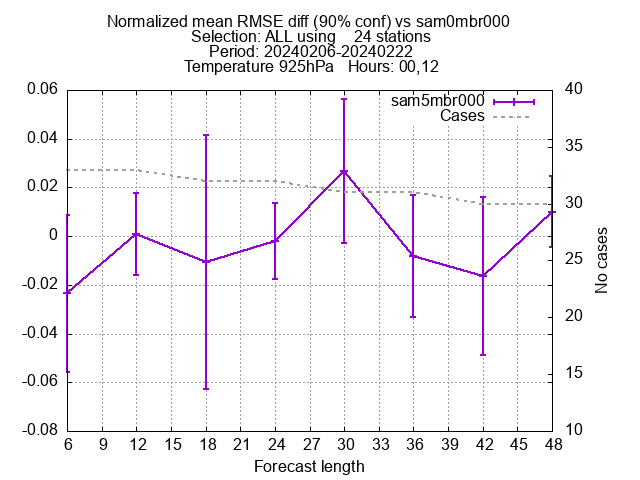 Normalized mean RMSE diff (90% conf) vs sam0mbr000
Selection: ALL using    24 stations
Period: 20240206-20240222
Temperature 925hPa   Hours: 00,12
sam5mbr000
Cases
0.06
0.04
0.02
0
-0.02
-0.04
-0.06
-0.08
40
35
30
25
20
15
10
No cases
6 9 12 15 18 21 24 27 30 33 36 39 42 45 48
Forecast length